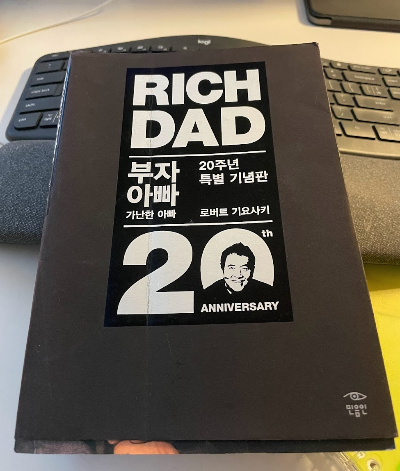 RICH
DAD
부자
아빠
가난한 아빠
20주년
특별 기념판
로버트 기요사키
20th
ANNIVERSARY
민음인
logi